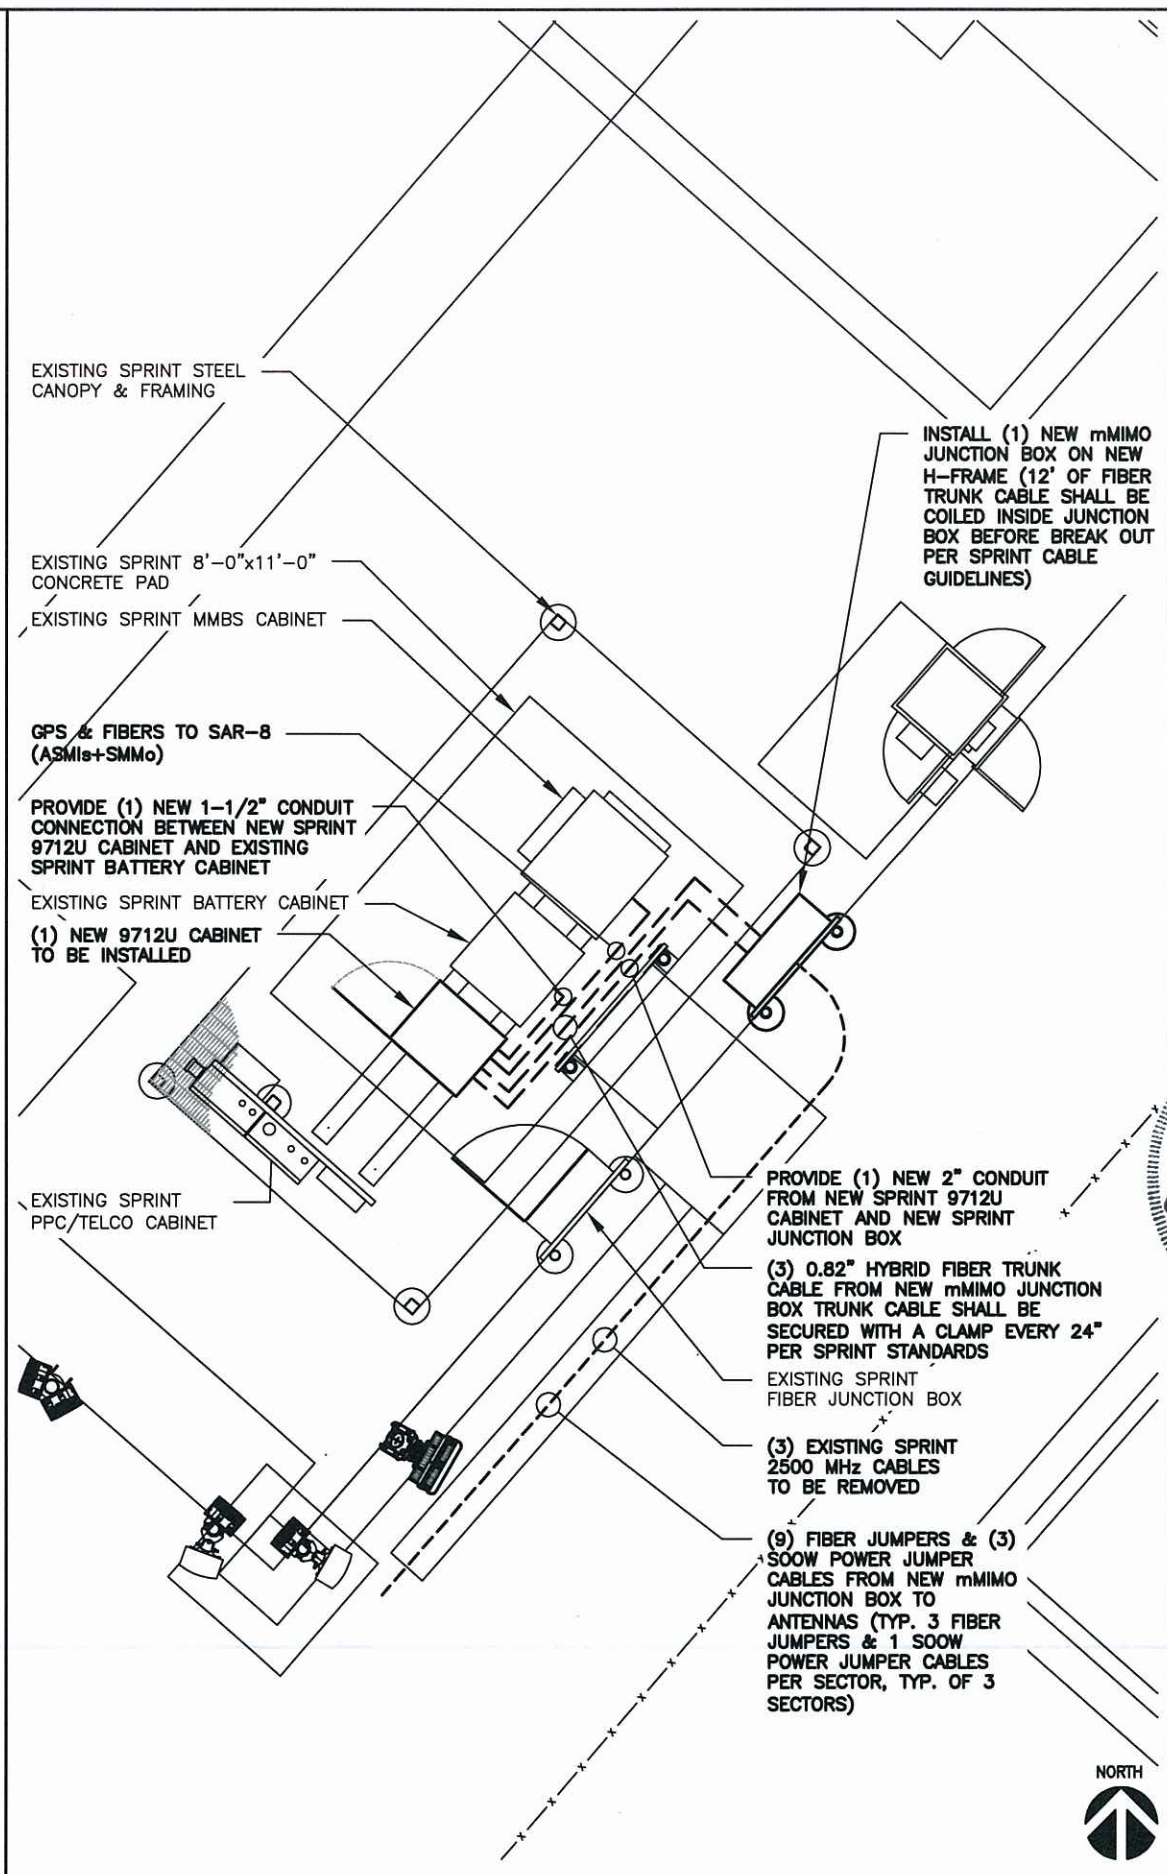 EXISTING SPRINT STEEL
CANOPY & FRAMING
INSTALL (1) NEW mMIMO
JUNCTION BOX ON NEW
H-FRAME (12' OF FIBER
TRUNK CABLE SHALL BE
COILED INSIDE JUNCTION
BOX BEFORE BREAK OUT
PER SPRINT CABLE
GUIDELINES)
EXISTING SPRINT 8'-0"x11'-0"
CONCRETE PAD
EXISTING SPRINT MMBS CABINET
GPS & FIBERS TO SAR-8
(ASMIs+SMMo)
PROVIDE (1) NEW 1-1/2" CONDUIT
CONNECTION BETWEEN NEW SPRINT
9712U CABINET AND EXISTING
SPRINT BATTERY CABINET
EXISTING SPRINT BATTERY CABINET
(1) NEW 9712U CABINET
TO BE INSTALLED
EXISTING SPRINT
PPC/TELCO CABINET
PROVIDE (1) NEW 2" CONDUIT
FROM NEW SPRINT 9712U
CABINET AND NEW SPRINT
JUNCTION BOX
(3) 0.82" HYBRID FIBER TRUNK
CABLE FROM NEW mMIMO JUNCTION
BOX TRUNK CABLE SHALL BE
SECURED WITH A CLAMP EVERY 24"
PER SPRINT STANDARDS
EXISTING SPRINT
FIBER JUNCTION BOX
(3) EXISTING SPRINT
2500 MHz CABLES
TO BE REMOVED
(9) FIBER JUMPERS & (3)
SOOW POWER JUMPER
CABLES FROM NEW mMIMO
JUNCTION BOX TO
ANTENNAS (TYP. 3 FIBER
JUMPERS & 1 SOOW
POWER JUMPER CABLES
PER SECTOR, TYP. OF 3
SECTORS)
NORTH